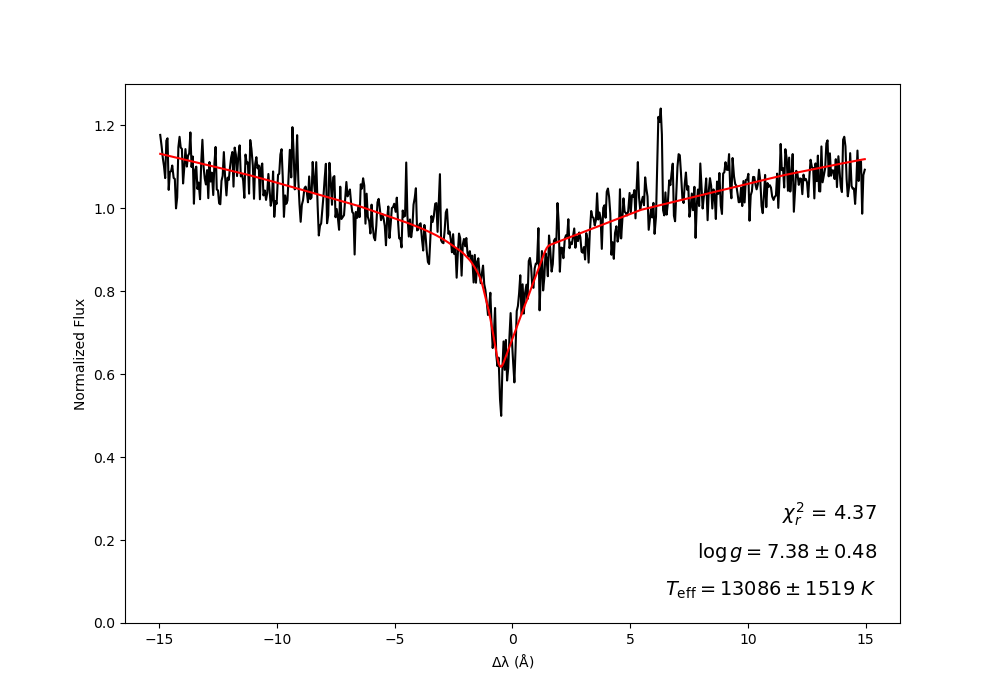 1.2
1.0
0.8
0.6
0.4
0.2
0.0
Normalized Flux
χ²ᵣ = 4.37
log g = 7.38 ± 0.48
T_eff = 13086 ± 1519 K
−15 −10 −5 0 5 10 15
Δλ (Å)